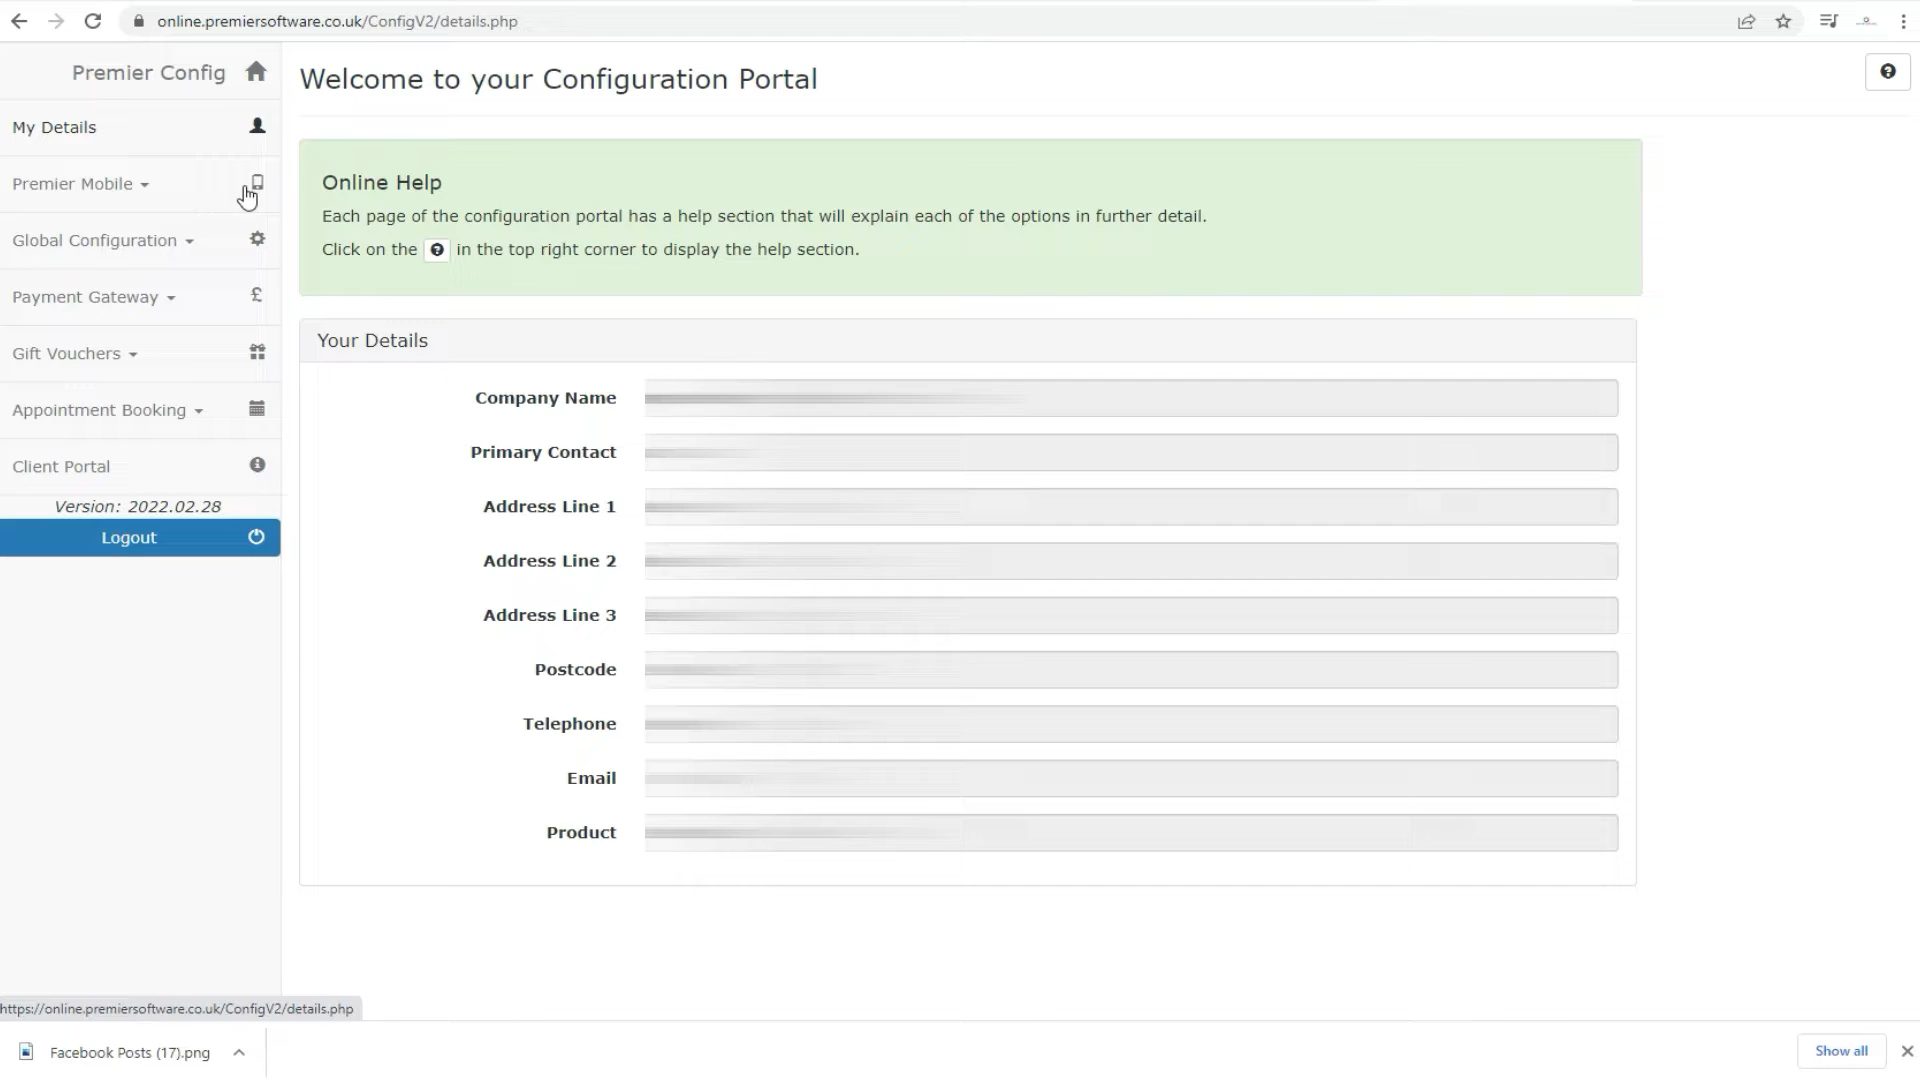 online.premiersoftware.co.uk/ConfigV2/details.php
Premier Config
Welcome to your Configuration Portal
My Details
Premier Mobile
Global Configuration
Payment Gateway
£
Gift Vouchers
Appointment Booking
Client Portal
Version: 2022.02.28
Logout
Online Help
Each page of the configuration portal has a help section that will explain each of the options in further detail.
Click on the ? in the top right corner to display the help section.
Your Details
Company Name
Primary Contact
Address Line 1
Address Line 2
Address Line 3
Postcode
Telephone
Email
Product
https://online.premiersoftware.co.uk/ConfigV2/details.php
Facebook Posts (17).png
Show all